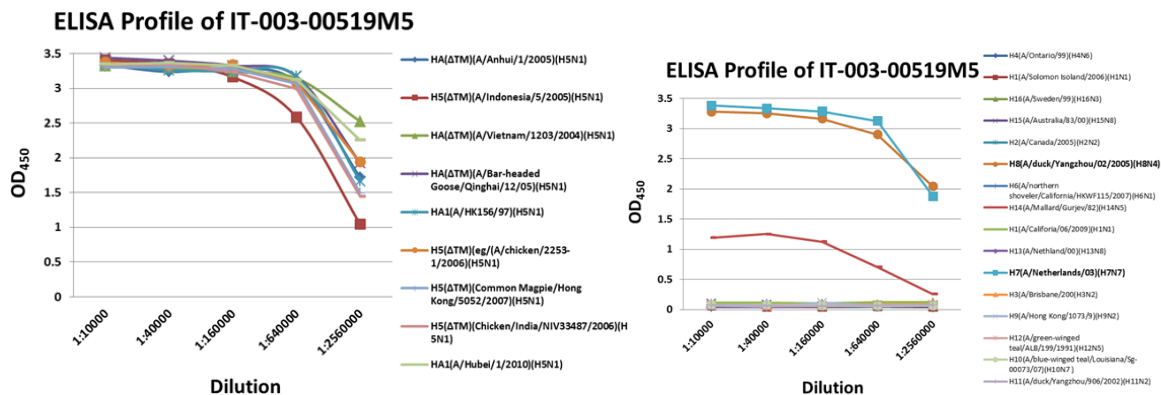 ELISA Profile of IT-003-00519M5
3.5
3
2.5
2
1.5
1
0.5
0
OD450
1:10000
1:40000
1:160000
1:640000
1:2560000
Dilution
HA(ΔTM)(A/Anhui/1/2005)(H5N1)
H5(ΔTM)(A/Indonesia/5/2005)(H5N1)
HA(ΔTM)(A/Vietnam/1203/2004)(H5N1)
HA(ΔTM)(A/Bar-headed
Goose/Qinghai/12/05)(H5N1)
HA1(A/HK156/97)(H5N1)
H5(ΔTM)(eg/(A/chicken/2253-
1/2006)(H5N1)
H5(ΔTM)(Common Magpie/Hong
Kong/5052/2007)(H5N1)
H5(ΔTM)(Chicken/India/NIV33487/2006)(H
5N1)
HA1(A/Hubei/1/2010)(H5N1)
ELISA Profile of IT-003-00519M5
3.5
3
2.5
2
1.5
1
0.5
0
OD450
1:10000
1:40000
1:160000
1:640000
1:2560000
Dilution
H4(A/Ontario/99)(H4N6)
H1(A/Solomon Isoland/2006)(H1N1)
H16(A/Sweden/99)(H16N3)
H15(A/Australia/83/00)(H15N8)
H2(A/Canada/2005)(H2N2)
H8(A/duck/Yangzhou/02/2005)(H8N4)
H6(A/northern
shoveler/California/HKWF115/2007)(H6N1)
H14(A/Mallard/Gurjev/82)(H14N5)
H1(A/Califoria/06/2009)(H1N1)
H13(A/Nethland/00)(H13N8)
H7(A/Netherlands/03)(H7N7)
H3(A/Brisbane/200(H3N2)
H9(A/Hong Kong/1073/9)(H9N2)
H12(A/green-winged
teal/ALB/199/1991)(H12N5)
H10(A/blue-winged teal/Louisiana/Sg-
00073/07)(H10N7 )
H11(A/duck/Yangzhou/906/2002)(H11N2)